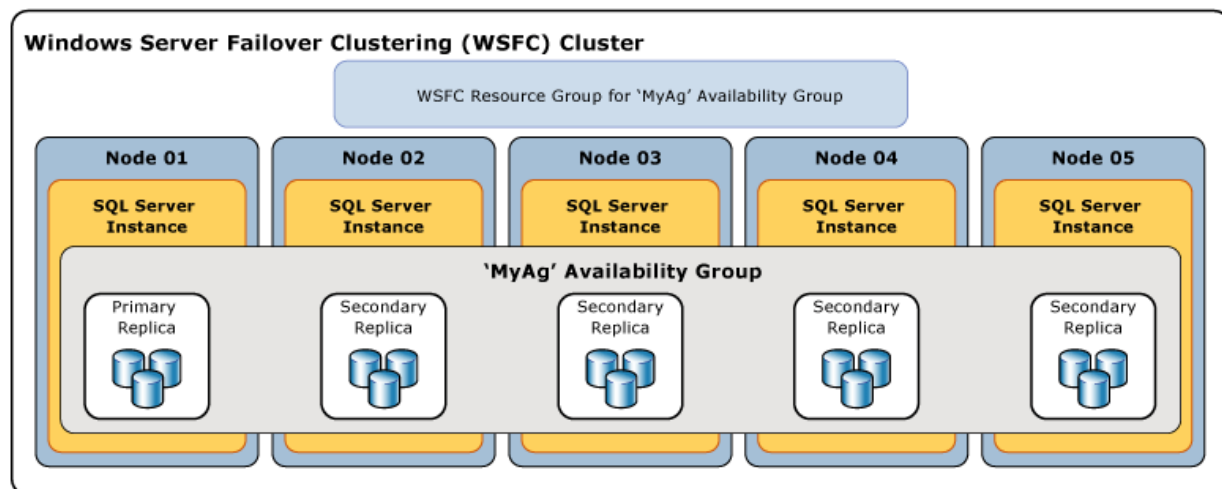 Windows Server Failover Clustering (WSFC) Cluster
WSFC Resource Group for ‘MyAg’ Availability Group
Node 01
Node 02
Node 03
Node 04
Node 05
SQL Server
Instance
SQL Server
Instance
SQL Server
Instance
SQL Server
Instance
SQL Server
Instance
‘MyAg’ Availability Group
Primary
Replica
Secondary
Replica
Secondary
Replica
Secondary
Replica
Secondary
Replica